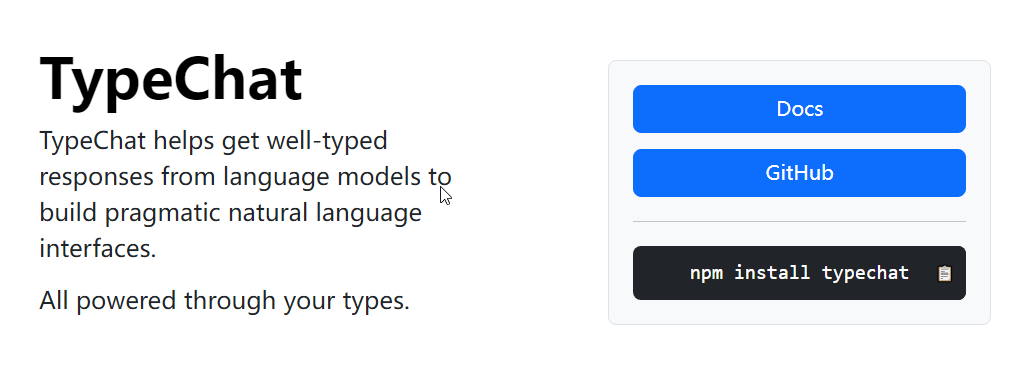 TypeChat
TypeChat helps get well-typed
responses from language models to
build pragmatic natural language
interfaces.
All powered through your types.
Docs
GitHub
npm install typechat